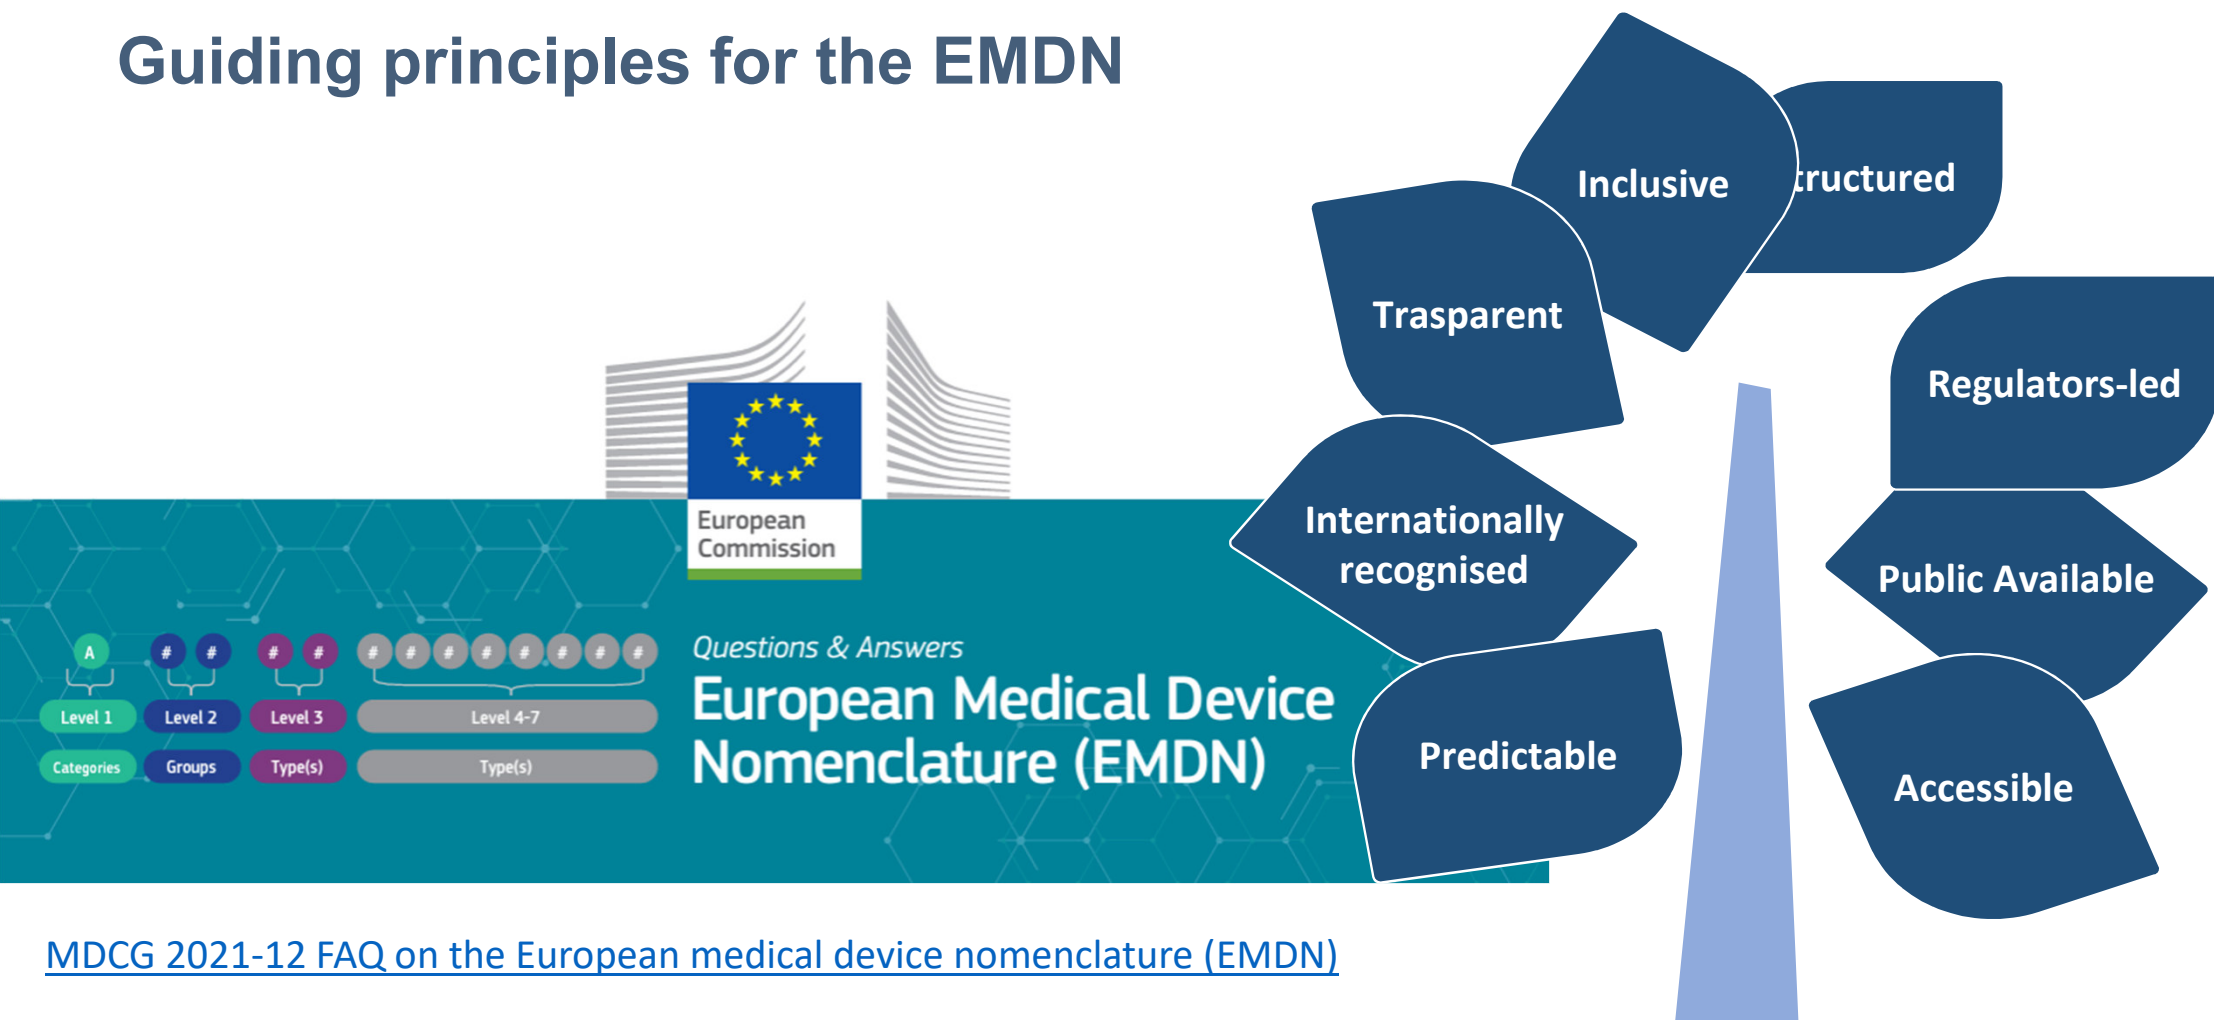 Guiding principles for the EMDN
Inclusive
tructured
Trasparent
Regulators-led
Internationally
recognised
Public Available
Predictable
Accessible
European
Commission
A # # # # # # # # # # # #
Level 1 Level 2 Level 3 Level 4-7
Categories Groups Type(s) Type(s)
Questions & Answers
European Medical Device
Nomenclature (EMDN)
MDCG 2021-12 FAQ on the European medical device nomenclature (EMDN)